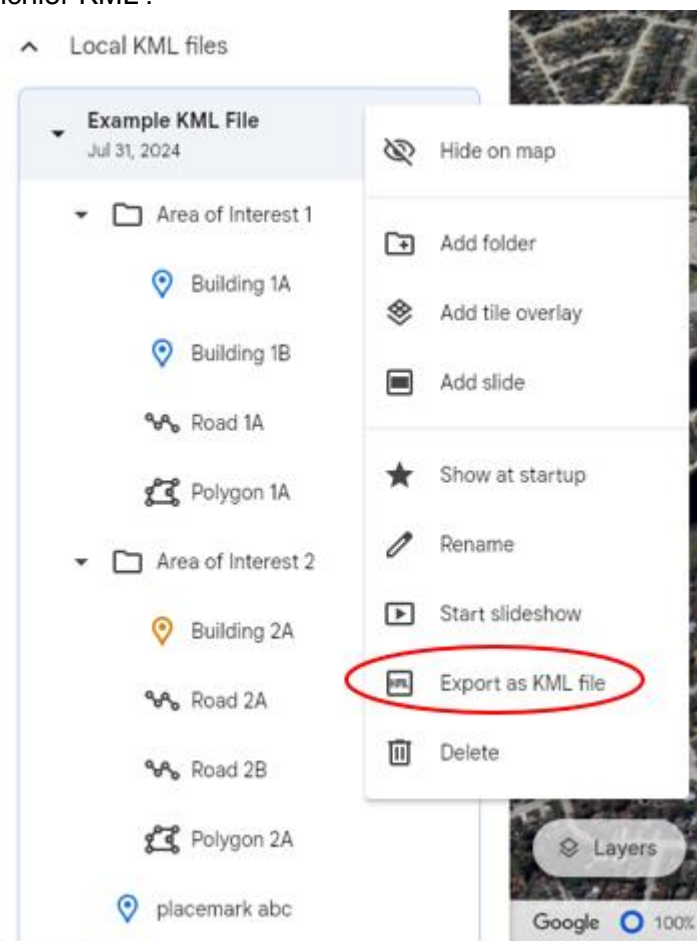 Local KML files
Example KML File
Jul 31, 2024
Area of Interest 1
Building 1A
Building 1B
Road 1A
Polygon 1A
Area of Interest 2
Building 2A
Road 2A
Road 2B
Polygon 2A
placemark abc
Hide on map
Add folder
Add tile overlay
Add slide
Show at startup
Rename
Start slideshow
KML Export as KML file
Delete
Layers
Google 100%